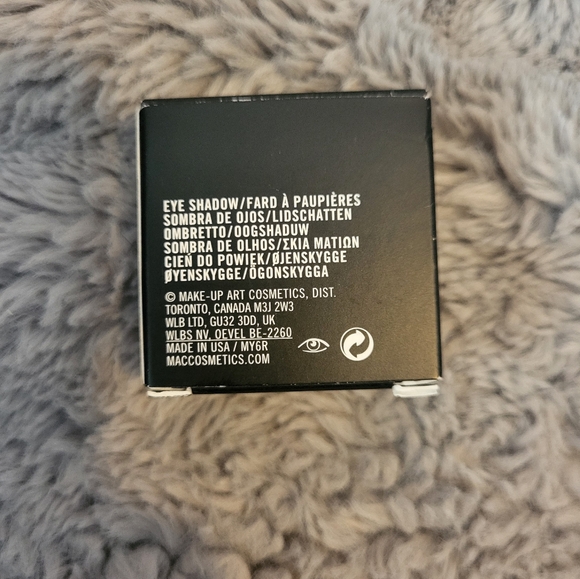 EYE SHADOW/FARD À PAUPIÈRES
SOMBRA DE OJOS/LIDSCHATTEN
OMBRETTO/OOGSHADUW
SOMBRA DE OLHOS/ΣΚΙΑ ΜΑΤΙΩΝ
CIEŃ DO POWIĘK/ØJENSKYGGE
ØYENSKYGGE/ÖGONSKYGGA
© MAKE-UP ART COSMETICS, DIST.
TORONTO, CANADA M3J 2W3
WLB LTD, GU32 3DD, UK
WLBS NV, OEVEL BE-2260
MADE IN USA / MY6R
MACCOSMETICS.COM